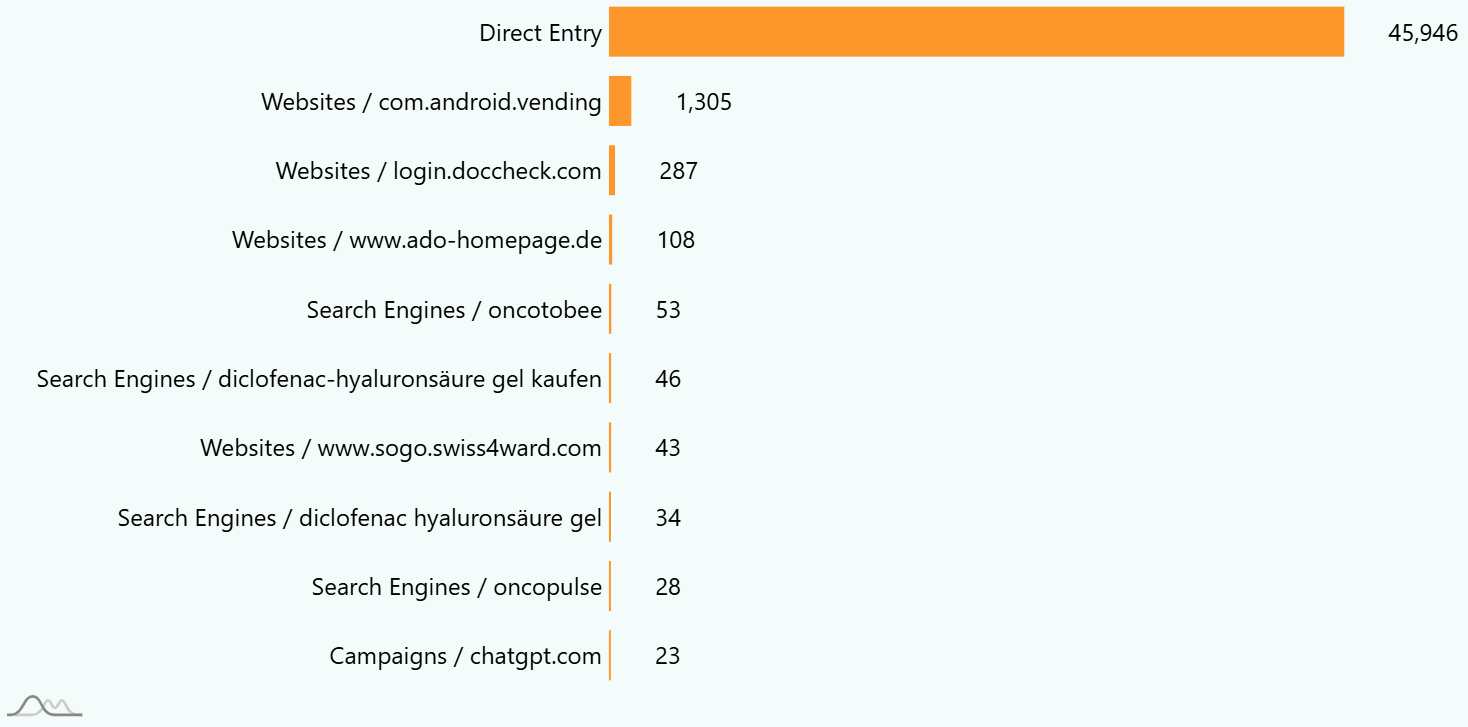 Direct Entry 45,946
Websites / com.android.vending 1,305
Websites / login.doccheck.com 287
Websites / www.ado-homepage.de 108
Search Engines / oncotobee 53
Search Engines / diclofenac-hyaluronsäure gel kaufen 46
Websites / www.sogo.swiss4ward.com 43
Search Engines / diclofenac hyaluronsäure gel 34
Search Engines / oncopulse 28
Campaigns / chatgpt.com 23